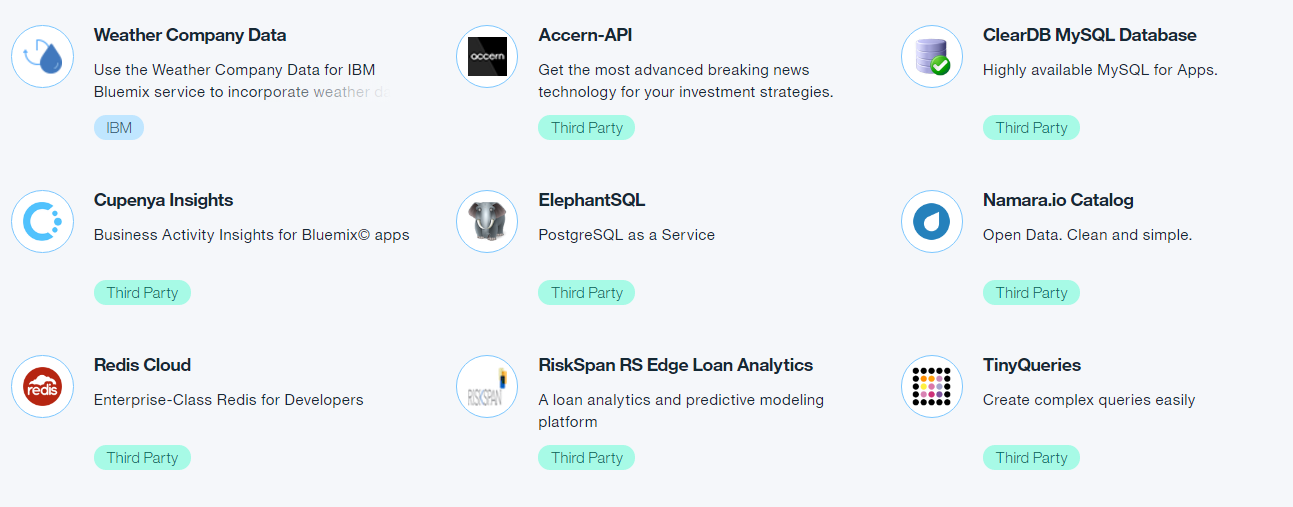 Weather Company Data
Use the Weather Company Data for IBM
Bluemix service to incorporate weather da
IBM
accern
Accern-API
Get the most advanced breaking news
technology for your investment strategies.
Third Party
ClearDB MySQL Database
Highly available MySQL for Apps.
Third Party
Cupenya Insights
Business Activity Insights for Bluemix© apps
Third Party
ElephantSQL
PostgreSQL as a Service
Third Party
Namara.io Catalog
Open Data. Clean and simple.
Third Party
redis
Redis Cloud
Enterprise-Class Redis for Developers
Third Party
RISKSPAN
RiskSpan RS Edge Loan Analytics
A loan analytics and predictive modeling
platform
Third Party
TinyQueries
Create complex queries easily
Third Party